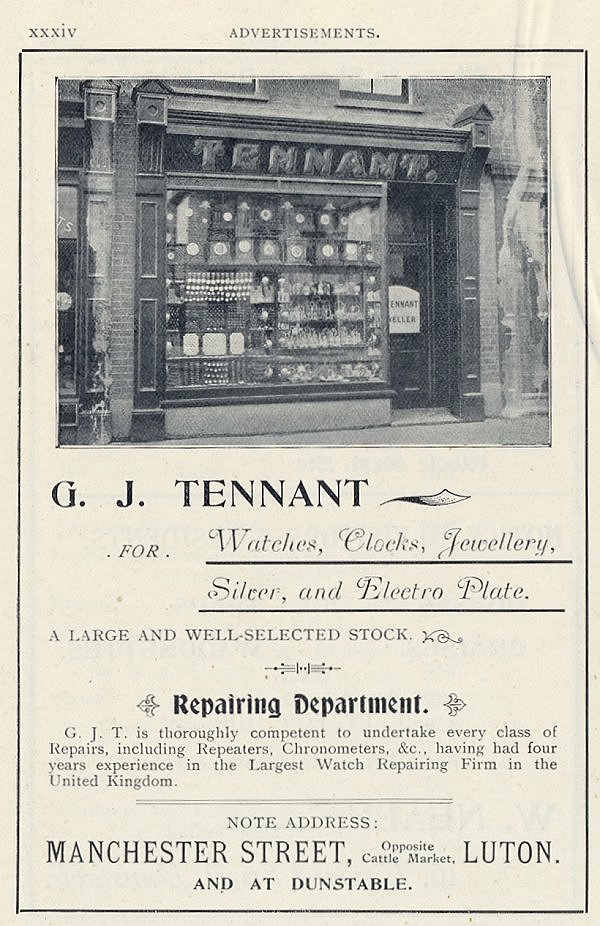 xxxiv
ADVERTISEMENTS.
TENNANT.
TENNANT
ELLER
G. J. TENNANT
. FOR . Watches, Clocks, Jewellery,
Silver, and Electro Plate.
A LARGE AND WELL-SELECTED STOCK.
Repairing Department.
G. J. T. is thoroughly competent to undertake every class of
Repairs, including Repeaters, Chronometers, &c., having had four
years experience in the Largest Watch Repairing Firm in the
United Kingdom.
NOTE ADDRESS:
MANCHESTER STREET, Opposite Cattle Market, LUTON.
AND AT DUNSTABLE.